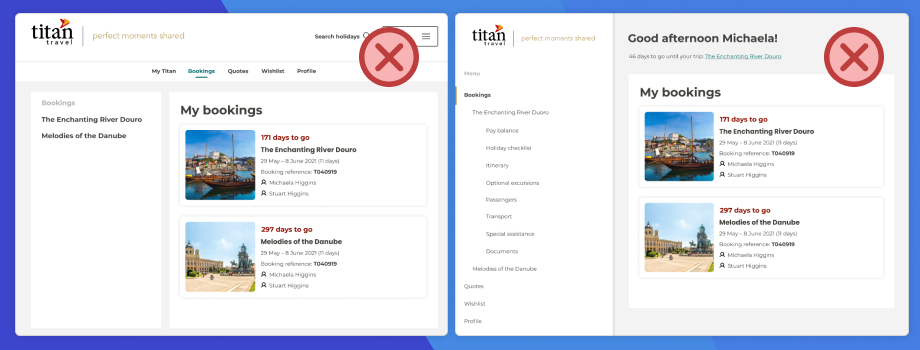 titan
travel
perfect moments shared
Search holidays
My Titan Bookings Quotes Wishlist Profile
Bookings
The Enchanting River Douro
Melodies of the Danube
My bookings
171 days to go
The Enchanting River Douro
29 May – 8 June 2021 (11 days)
Booking reference: T040919
Michaela Higgins
Stuart Higgins
297 days to go
Melodies of the Danube
29 May – 8 June 2021 (11 days)
Booking reference: T040919
Michaela Higgins
Stuart Higgins
titan
travel
perfect moments shared
Menu
Bookings
The Enchanting River Douro
Pay balance
Holiday checklist
Itinerary
Optional excursions
Passengers
Transport
Special assistance
Documents
Melodies of the Danube
Quotes
Wishlist
Profile
Good afternoon Michaela!
46 days to go until your trip: The Enchanting River Douro
My bookings
171 days to go
The Enchanting River Douro
29 May – 8 June 2021 (11 days)
Booking reference: T040919
Michaela Higgins
Stuart Higgins
297 days to go
Melodies of the Danube
29 May – 8 June 2021 (11 days)
Booking reference: T040919
Michaela Higgins
Stuart Higgins